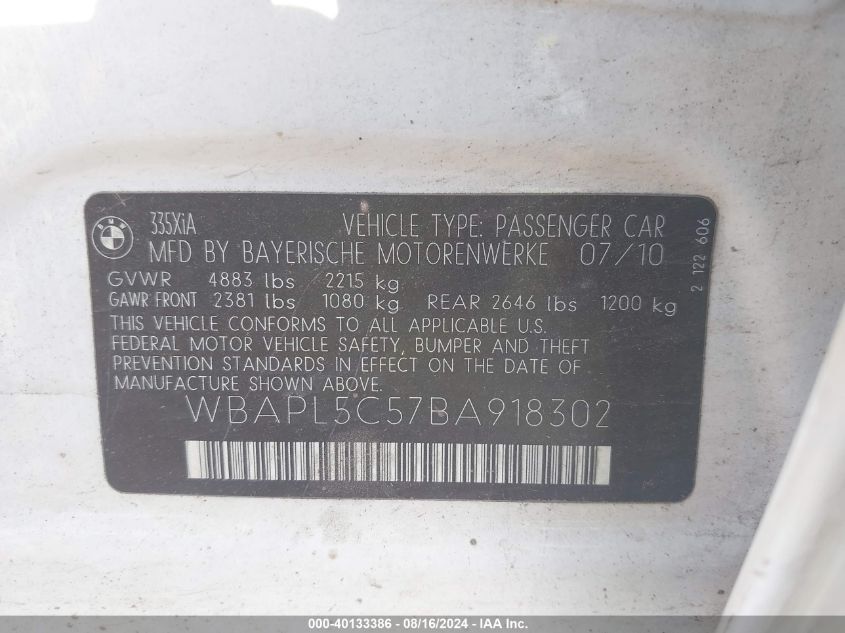 BMW
335XiA VEHICLE TYPE: PASSENGER CAR
MFD BY BAYERISCHE MOTORENWERKE 07/10
GVWR 4883 lbs 2215 kg
GAWR FRONT 2381 lbs 1080 kg REAR 2646 lbs 1200 kg
THIS VEHICLE CONFORMS TO ALL APPLICABLE U.S.
FEDERAL MOTOR VEHICLE SAFETY, BUMPER AND THEFT
PREVENTION STANDARDS IN EFFECT ON THE DATE OF
MANUFACTURE SHOWN ABOVE.
WBAPL5C57BA918302
2 122 606
000-40133386 - 08/16/2024 - IAA Inc.